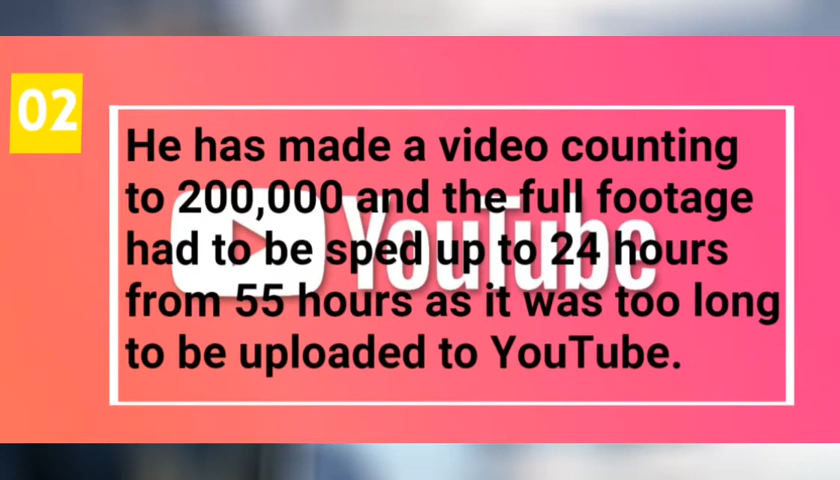 02
He has made a video counting
to 200,000 and the full footage
had to be sped up to 24 hours
from 55 hours as it was too long
to be uploaded to YouTube.
YouTube